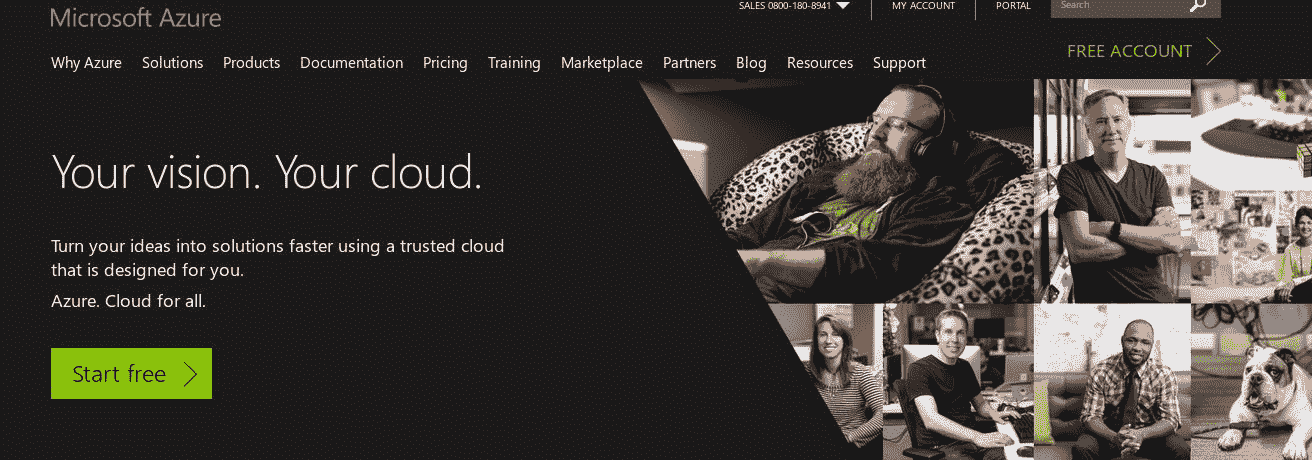 SALES 0800-180-8941
MY ACCOUNT
PORTAL
Search
Microsoft Azure
FREE ACCOUNT
Why Azure Solutions Products Documentation Pricing Training Marketplace Partners Blog Resources Support
Your vision. Your cloud.
Turn your ideas into solutions faster using a trusted cloud
that is designed for you.
Azure. Cloud for all.
Start free